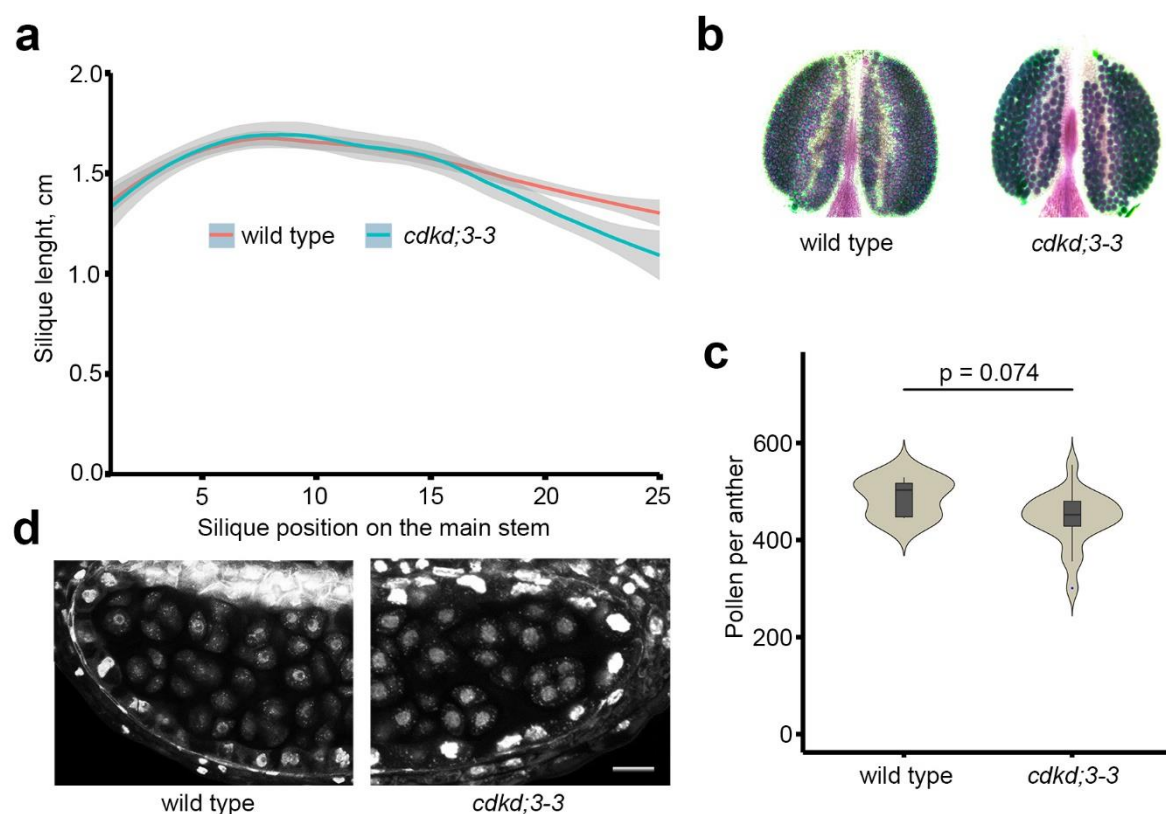 a
2.0
1.5
1.0
0.5
0.0
Silique lenght, cm
wild type
cdkd;3-3
5
10
15
20
25
Silique position on the main stem
b
wild type
cdkd;3-3
c
p = 0.074
600
400
200
0
Pollen per anther
wild type
cdkd;3-3
d
wild type
cdkd;3-3